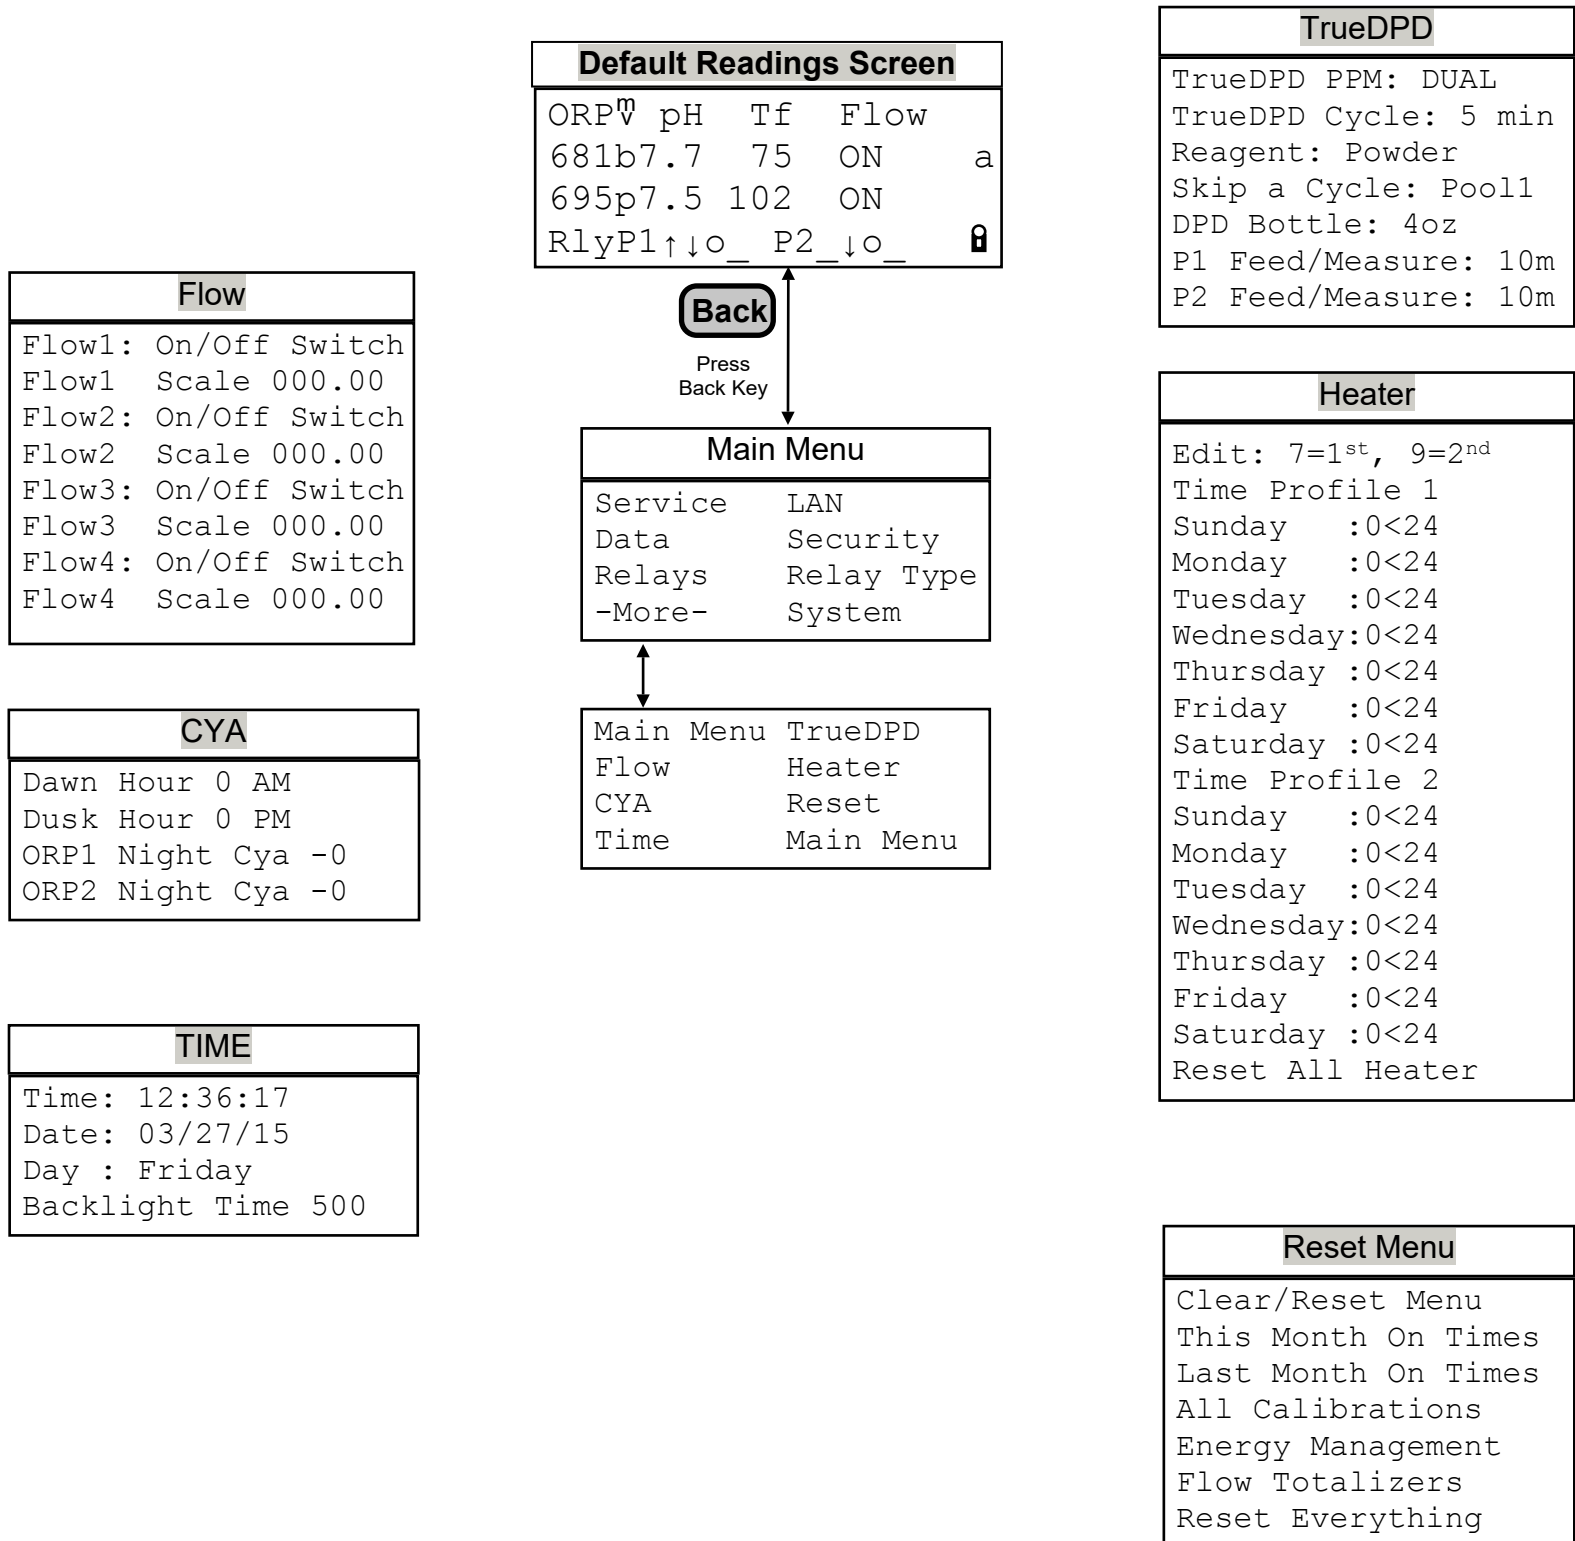 Default Readings Screen
ORPmV pH  Tf  Flow
681b7.7  75  ON    a
695p7.5 102  ON
RlyP1↑↓o_ P2_↓o_
Back
Press
Back Key
Main Menu
Service   LAN
Data      Security
Relays    Relay Type
-More-    System
Main Menu TrueDPD
Flow      Heater
CYA       Reset
Time      Main Menu
Flow
Flow1: On/Off Switch
Flow1  Scale 000.00
Flow2: On/Off Switch
Flow2  Scale 000.00
Flow3: On/Off Switch
Flow3  Scale 000.00
Flow4: On/Off Switch
Flow4  Scale 000.00
CYA
Dawn Hour 0 AM
Dusk Hour 0 PM
ORP1 Night Cya -0
ORP2 Night Cya -0
TIME
Time: 12:36:17
Date: 03/27/15
Day : Friday
Backlight Time 500
TrueDPD
TrueDPD PPM: DUAL
TrueDPD Cycle: 5 min
Reagent: Powder
Skip a Cycle: Pool1
DPD Bottle: 4oz
P1 Feed/Measure: 10m
P2 Feed/Measure: 10m
Heater
Edit: 7=1st, 9=2nd
Time Profile 1
Sunday   :0<24
Monday   :0<24
Tuesday  :0<24
Wednesday:0<24
Thursday :0<24
Friday   :0<24
Saturday :0<24
Time Profile 2
Sunday   :0<24
Monday   :0<24
Tuesday  :0<24
Wednesday:0<24
Thursday :0<24
Friday   :0<24
Saturday :0<24
Reset All Heater
Reset Menu
Clear/Reset Menu
This Month On Times
Last Month On Times
All Calibrations
Energy Management
Flow Totalizers
Reset Everything